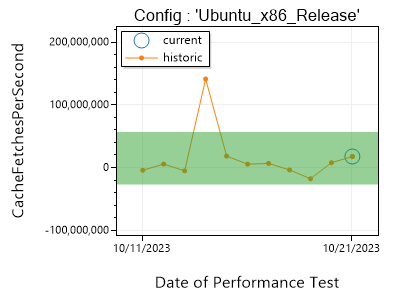 Config : 'Ubuntu_x86_Release'
current
historic
CacheFetchesPerSecond
200,000,000
100,000,000
0
-100,000,000
10/11/2023
10/21/2023
Date of Performance Test